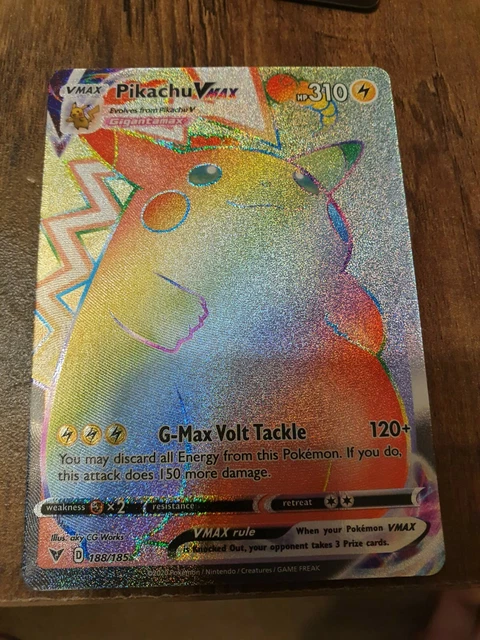 VMAX Pikachu VMAX HP 310
Evolves from Pikachu V
Gigantamax
G-Max Volt Tackle 120+
You may discard all Energy from this Pokémon. If you do,
this attack does 150 more damage.
weakness ×2 resistance retreat
Illus. aky CG Works
VMAX rule When your Pokémon VMAX
is Knocked Out, your opponent takes 3 Prize cards.
D 188/185
©2020 Pokémon / Nintendo / Creatures / GAME FREAK